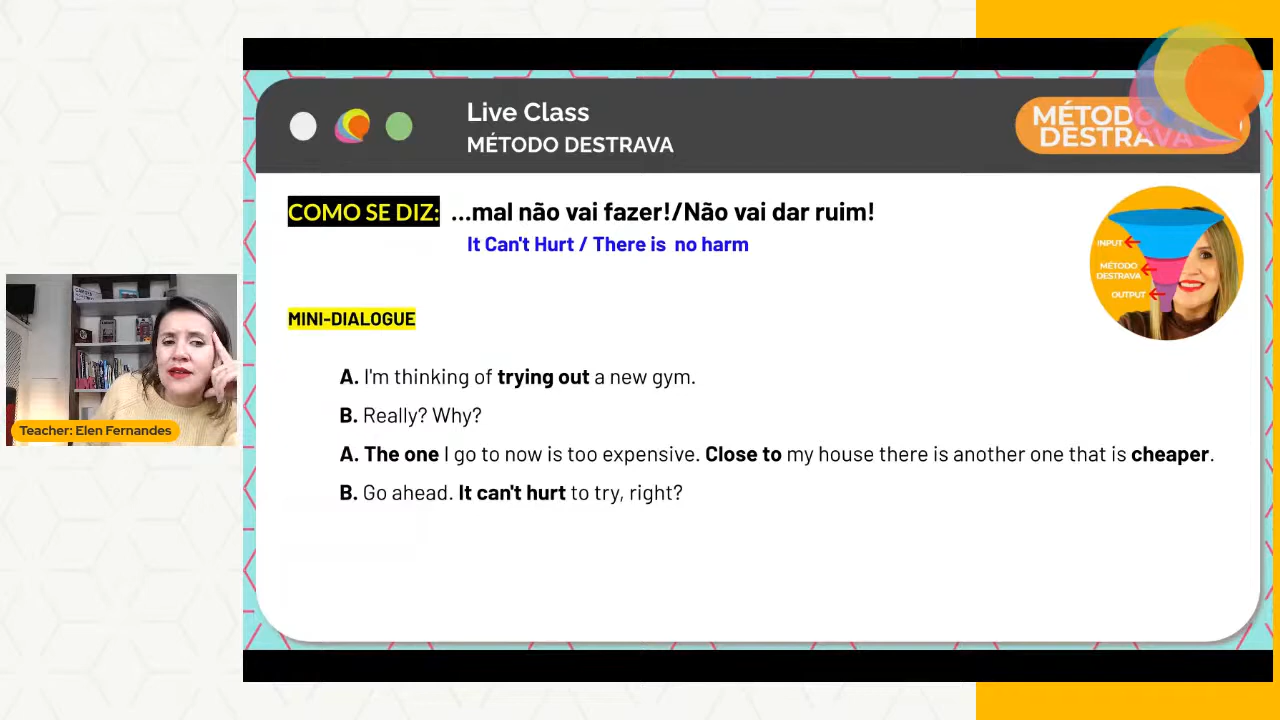 Live Class
MÉTODO DESTRAVA
MÉTODO
DESTRAVA
COMO SE DIZ: ...mal não vai fazer!/Não vai dar ruim!
It Can't Hurt / There is no harm
INPUT
MÉTODO
DESTRAVA
OUTPUT
MINI-DIALOGUE
A. I'm thinking of trying out a new gym.
B. Really? Why?
A. The one I go to now is too expensive. Close to my house there is another one that is cheaper.
B. Go ahead. It can't hurt to try, right?
Teacher: Elen Fernandes